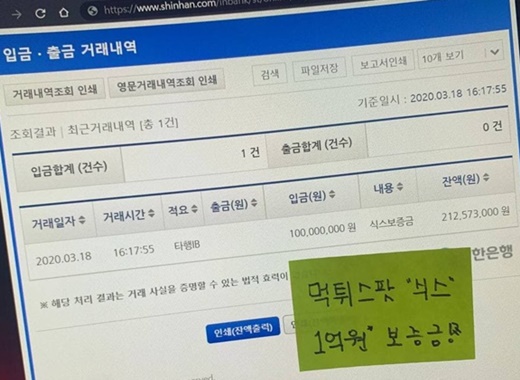 https://www.shinhan.com/
입금 · 출금 거래내역
거래내역조회 인쇄 영문거래내역조회 인쇄 검색 파일저장 보고서인쇄 10개 보기
조회결과 | 최근거래내역 [총 1건] 기준일시 : 2020.03.18 16:17:55
입금합계 (건수) 1 건 출금합계 (건수) 0 건
거래일자 거래시간 적요 출금(원) 입금(원) 내용 잔액(원)
2020.03.18 16:17:55 타행IB 100,000,000 원 식스보증금 212,573,000 원
한은행
※ 해당 처리 결과는 거래 사실을 증명할 수 있는 법적 효력이
인쇄(잔액출력)
먹튀스팟 '식스'
1억원* 보증금!